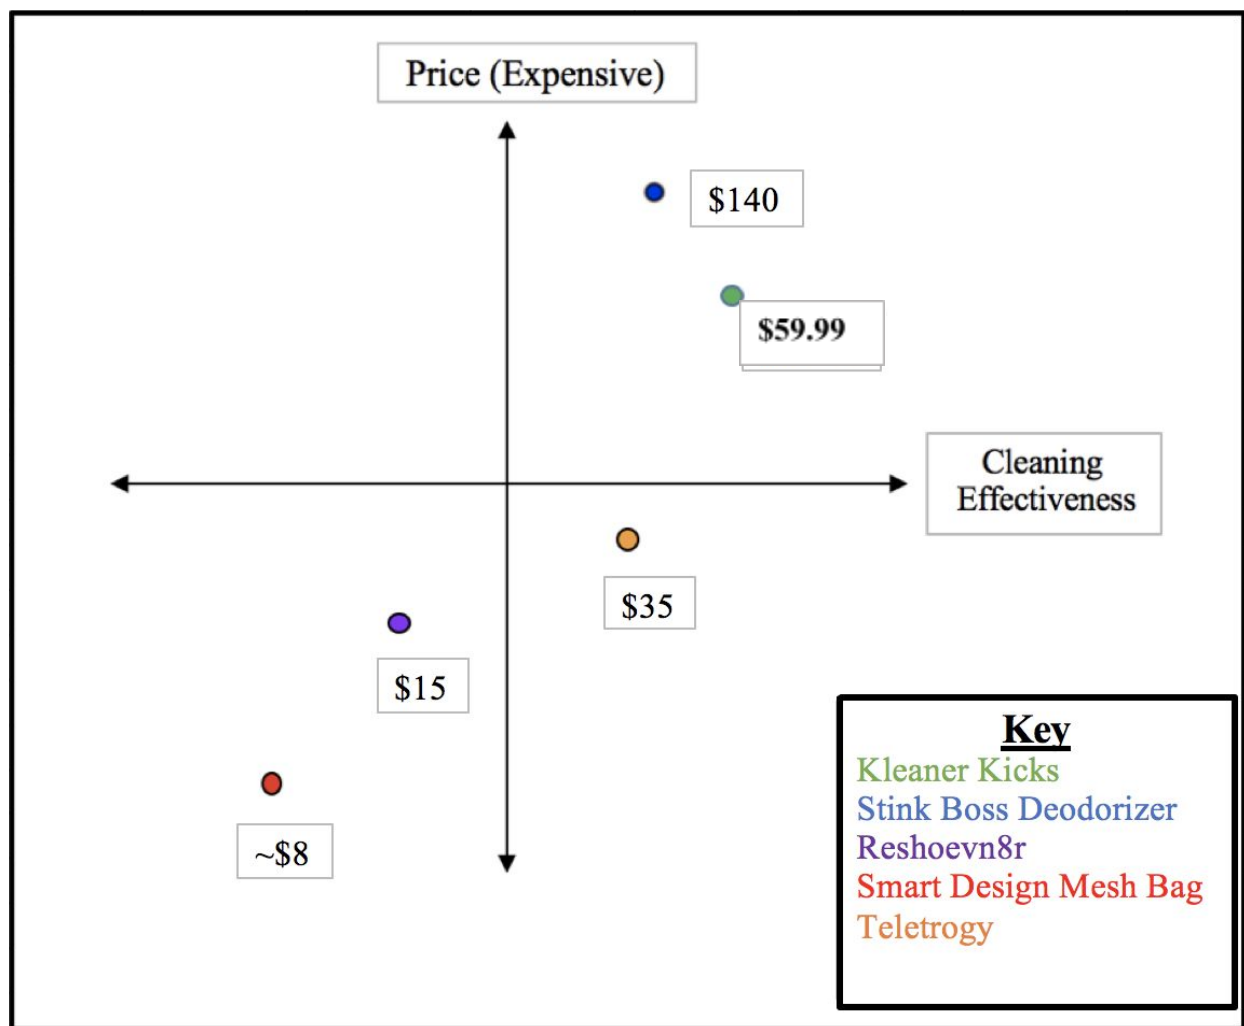 Price (Expensive)
$140
$59.99
Cleaning
Effectiveness
$35
$15
~$8
Key
Kleaner Kicks
Stink Boss Deodorizer
Reshoevn8r
Smart Design Mesh Bag
Teletrogy